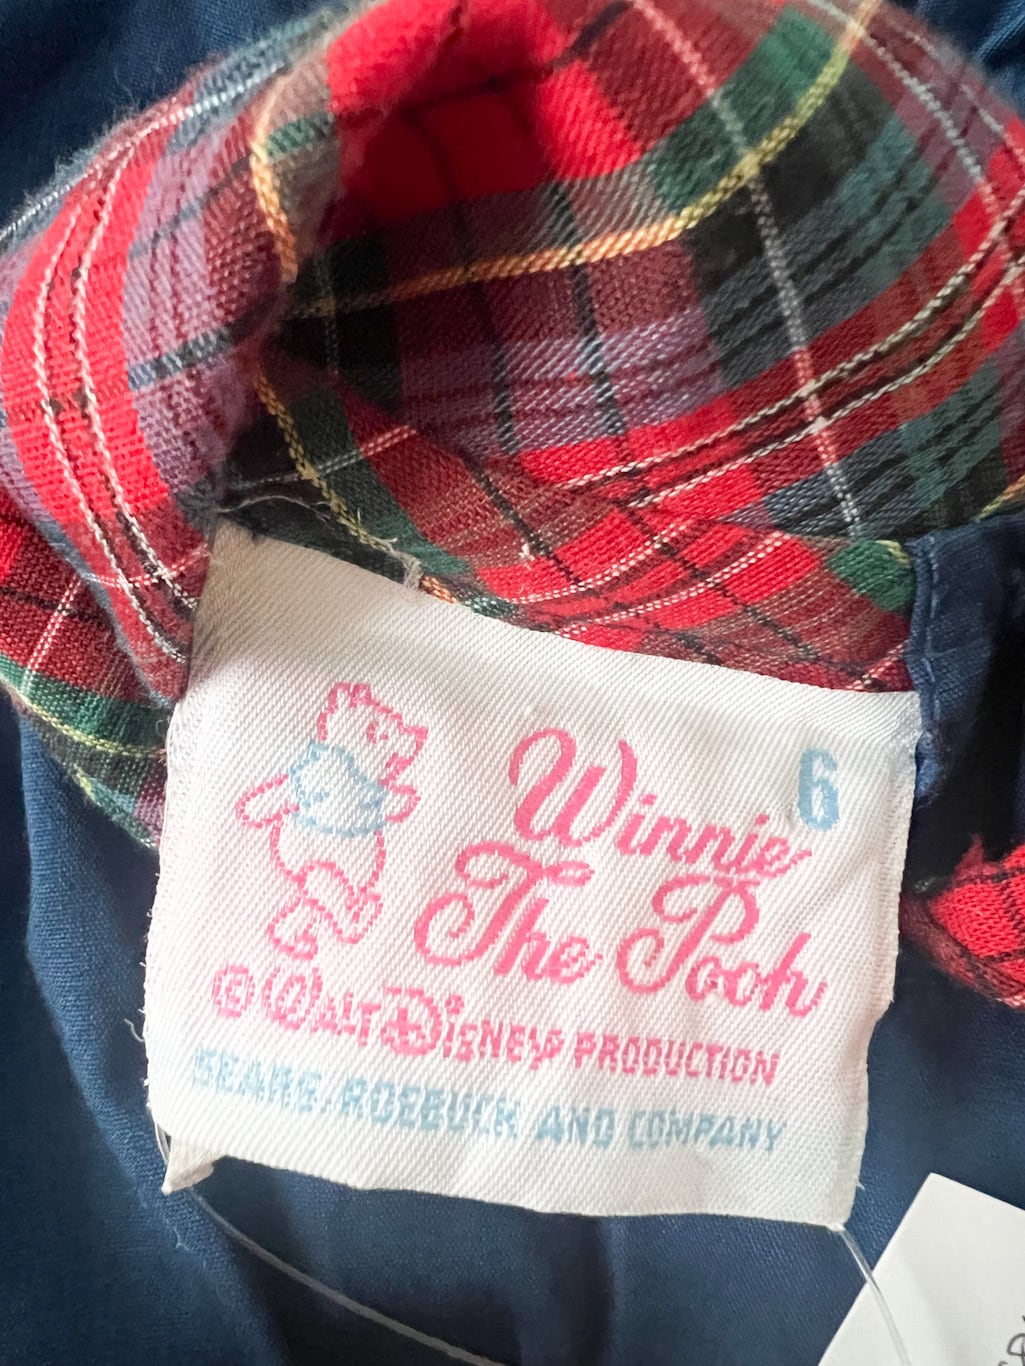 6
Winnie
The Pooh
© WALT DISNEY PRODUCTION
SEARS, ROEBUCK AND COMPANY